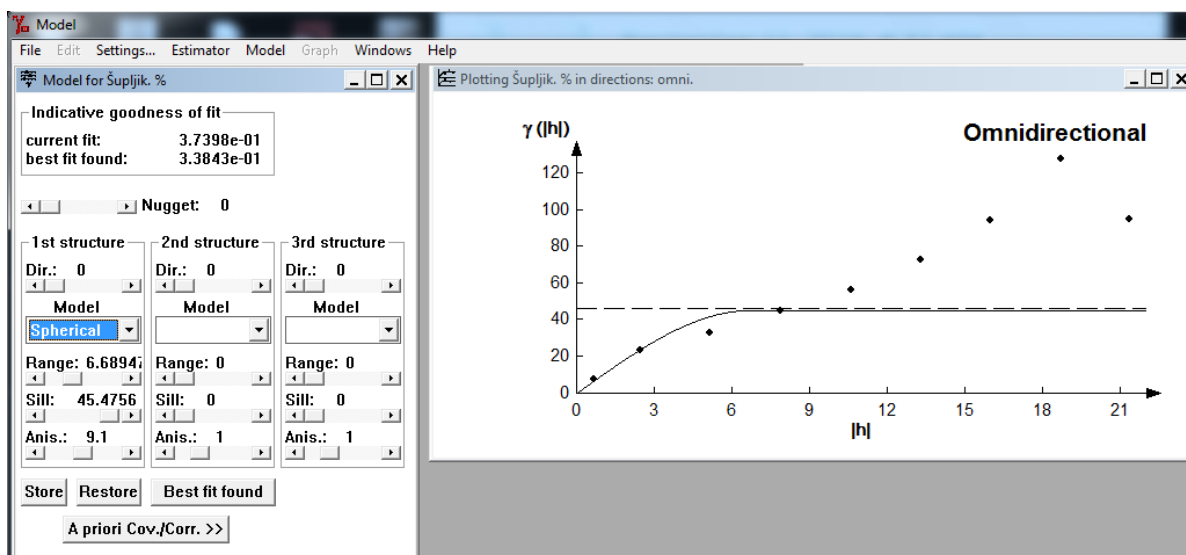 Model
File Edit Settings... Estimator Model Graph Windows Help
Model for Šupljik. %
Indicative goodness of fit
current fit: 3.7398e-01
best fit found: 3.3843e-01
Nugget: 0
1st structure 2nd structure 3rd structure
Dir.: 0 Dir.: 0 Dir.: 0
Model Model Model
Spherical
Range: 6.68947 Range: 0 Range: 0
Sill: 45.4756 Sill: 0 Sill: 0
Anis.: 9.1 Anis.: 1 Anis.: 1
Store Restore Best fit found
A priori Cov./Corr. >>
Plotting Šupljik. % in directions: omni.
γ (|h|)
Omnidirectional
120
100
80
60
40
20
0
0 3 6 9 12 15 18 21
|h|